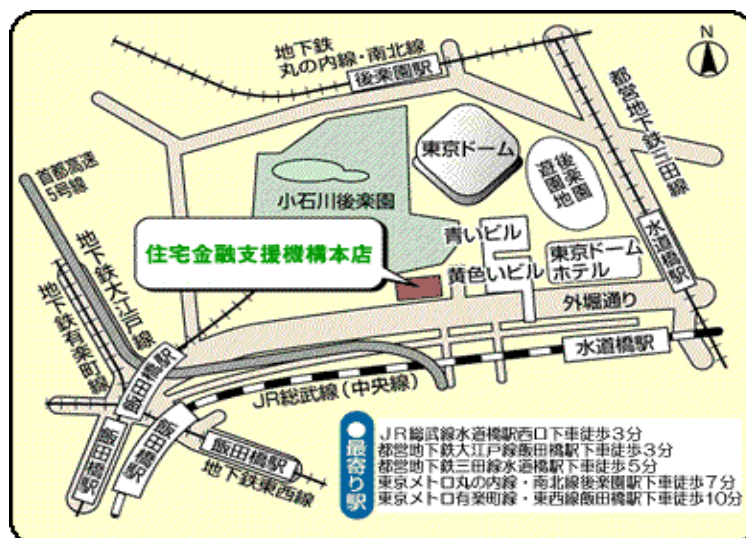 地下鉄
丸の内線・南北線
後楽園駅
N
都営地下鉄三田線
首都高速
5号線
東京ドーム
後楽園
遊園地
小石川後楽園
住宅金融支援機構本店
青いビル
黄色いビル
東京ドーム
ホテル
水道橋駅
外堀通り
地下鉄大江戸線
地下鉄有楽町線
飯田橋駅
飯田橋駅
飯田橋駅
飯田橋駅
地下鉄東西線
JR総武線(中央線)
水道橋駅
最寄り駅
JR総武線水道橋駅西口下車徒歩3分
都営地下鉄大江戸線飯田橋駅下車徒歩3分
都営地下鉄三田線水道橋駅下車徒歩5分
東京メトロ丸の内線・南北線後楽園駅下車徒歩7分
東京メトロ有楽町線・東西線飯田橋駅下車徒歩10分